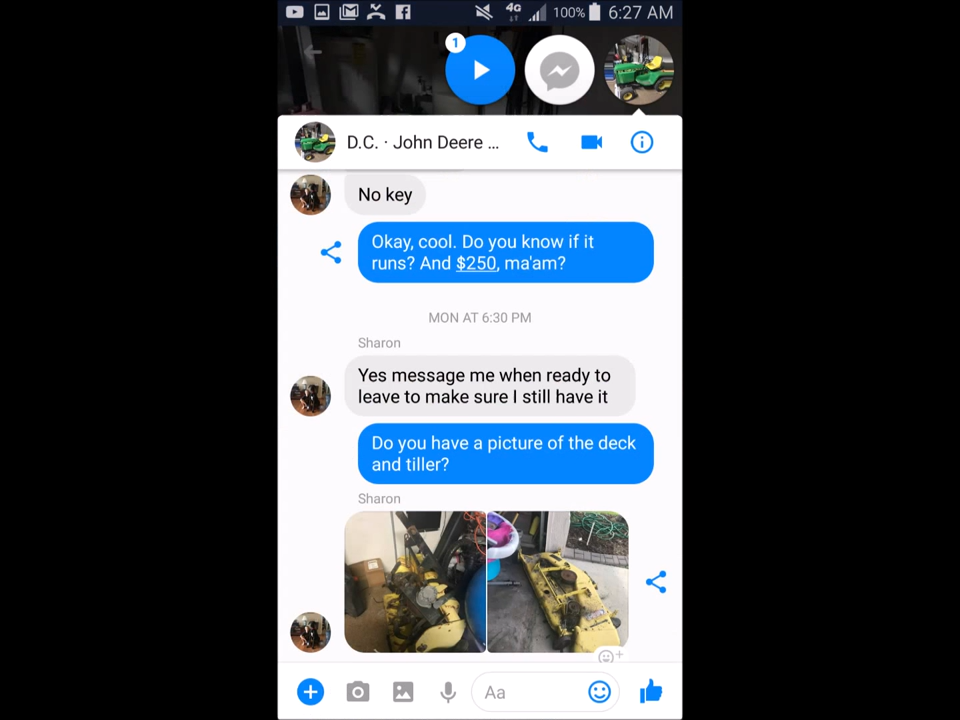 4G 100% 6:27 AM
1
D.C. · John Deere ...
No key
Okay, cool. Do you know if it
runs? And $250, ma'am?
MON AT 6:30 PM
Sharon
Yes message me when ready to
leave to make sure I still have it
Do you have a picture of the deck
and tiller?
Sharon
Aa